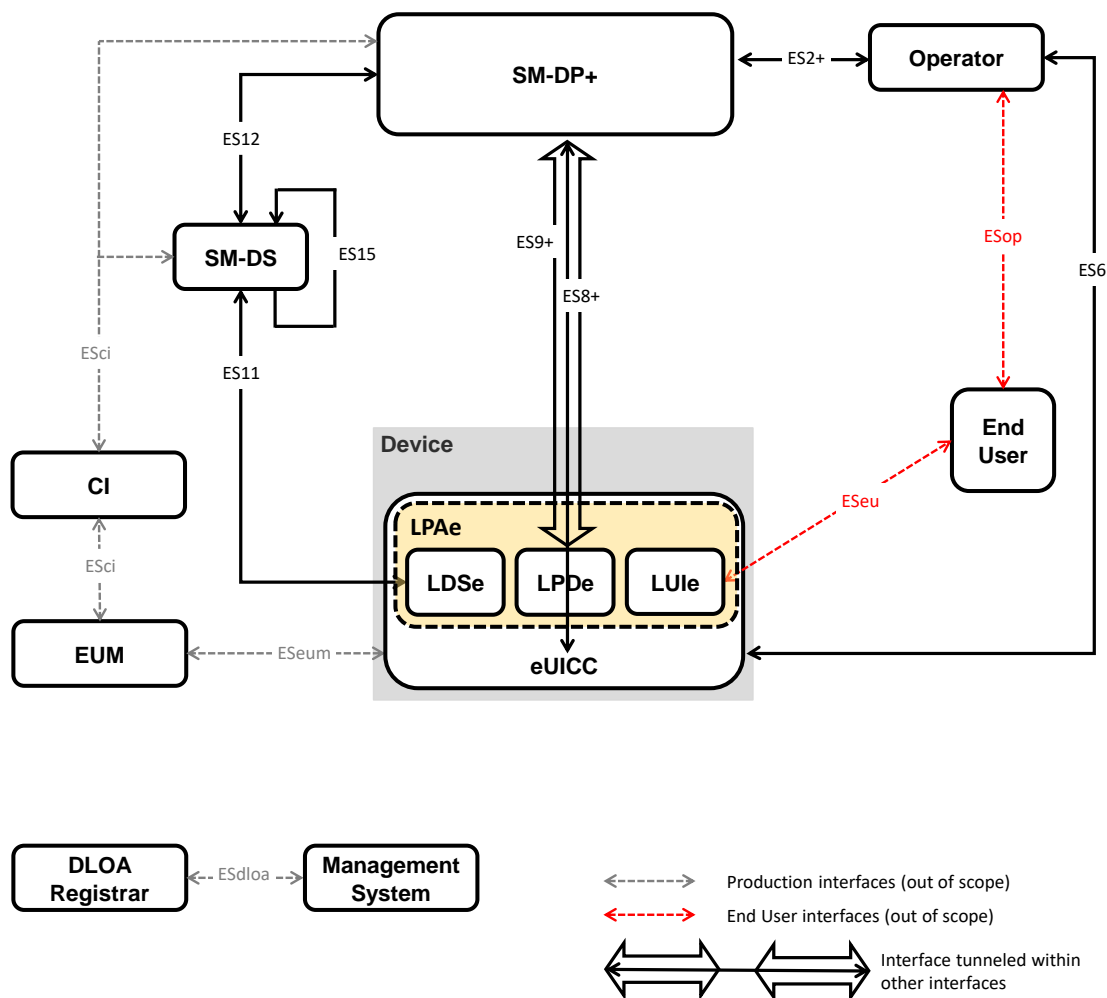 SM-DP+
ES2+
Operator
ES12
SM-DS
ES15
ES9+
ESop
ES6
ES8+
ESci
ES11
Device
End
User
CI
LPAe
ESeu
ESci
LDSe
LPDe
LUIe
EUM
ESeum
eUICC
DLOA
Registrar
ESdloa
Management
System
Production interfaces (out of scope)
End User interfaces (out of scope)
Interface tunneled within
other interfaces